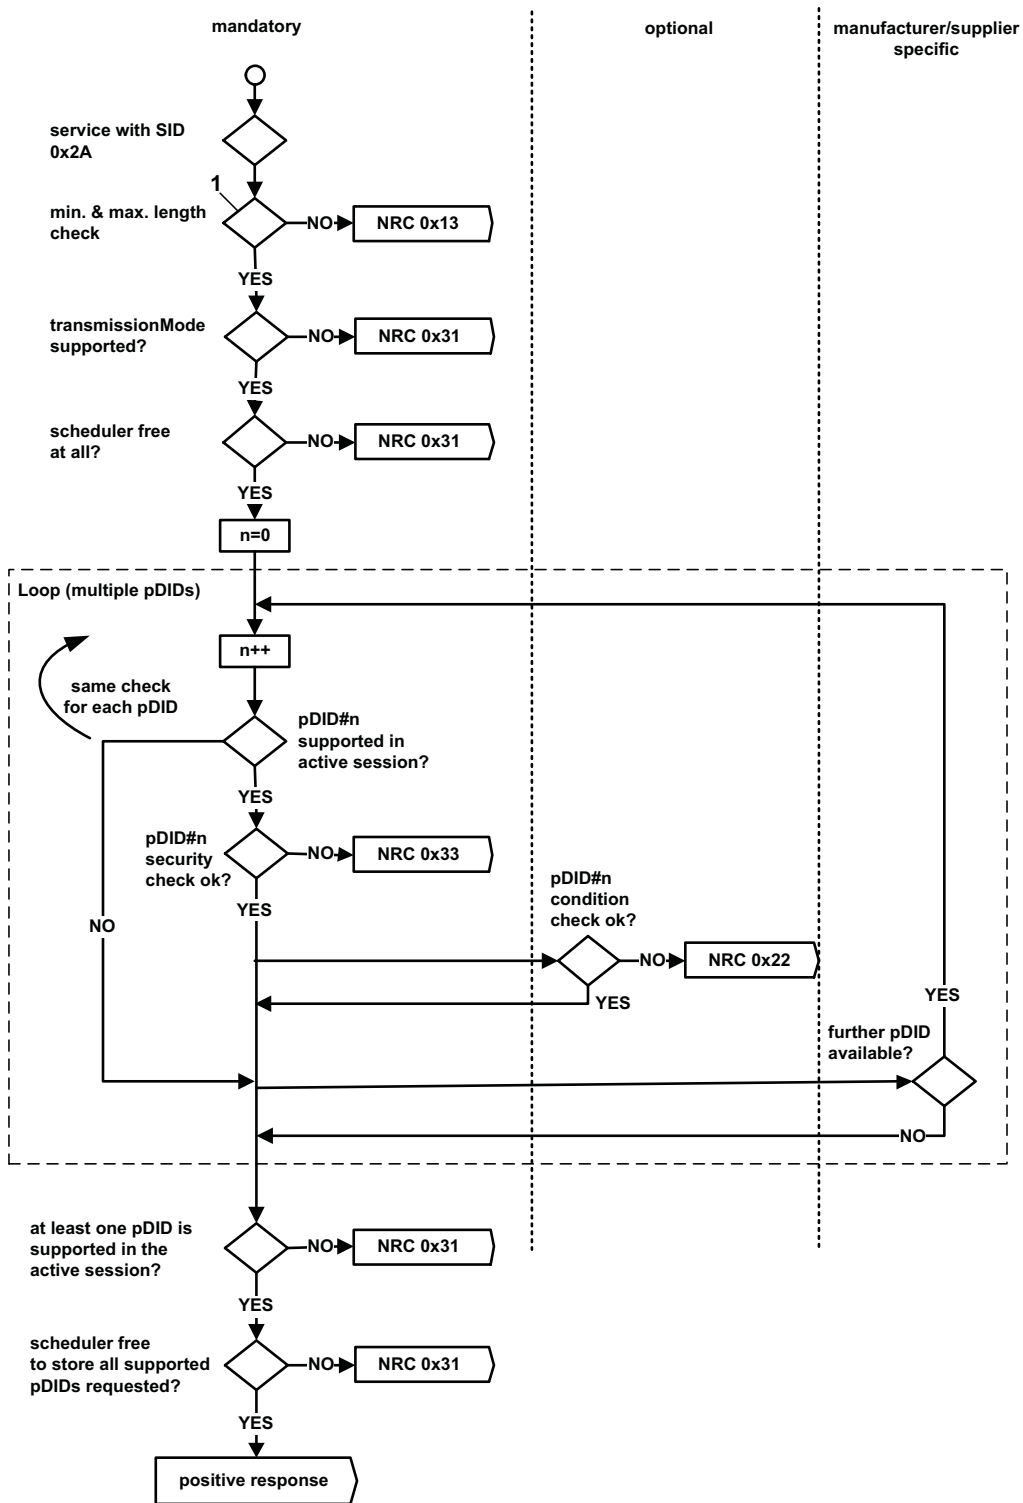 mandatory
optional
manufacturer/supplier
specific
service with SID
0x2A
1
min. & max. length
check
NO
NRC 0x13
YES
transmissionMode
supported?
NO
NRC 0x31
YES
scheduler free
at all?
NO
NRC 0x31
YES
n=0
Loop (multiple pDIDs)
n++
same check
for each pDID
pDID#n
supported in
active session?
YES
pDID#n
security
check ok?
NO
NRC 0x33
YES
NO
pDID#n
condition
check ok?
NO
NRC 0x22
YES
YES
further pDID
available?
NO
at least one pDID is
supported in the
active session?
NO
NRC 0x31
YES
scheduler free
to store all supported
pDIDs requested?
NO
NRC 0x31
YES
positive response